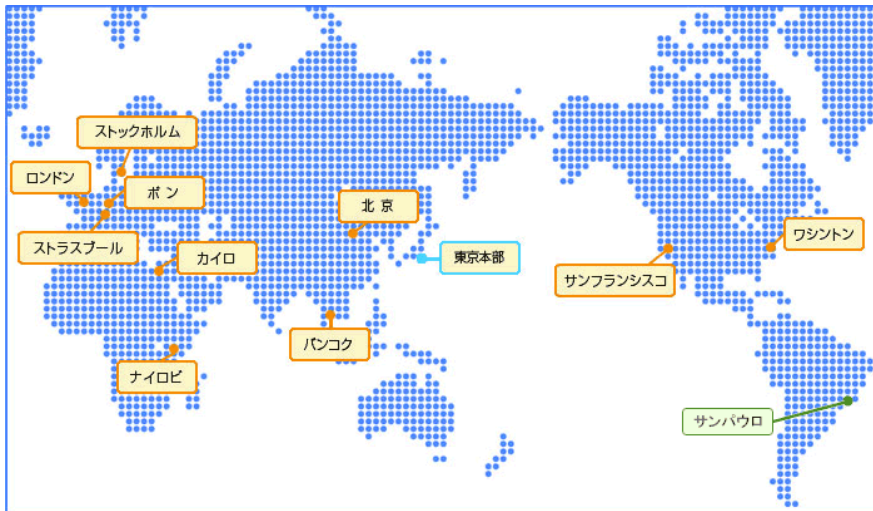 ストックホルム
ロンドン
ボン
北京
ワシントン
ストラスブール
カイロ
東京本部
サンフランシスコ
バンコク
ナイロビ
サンパウロ